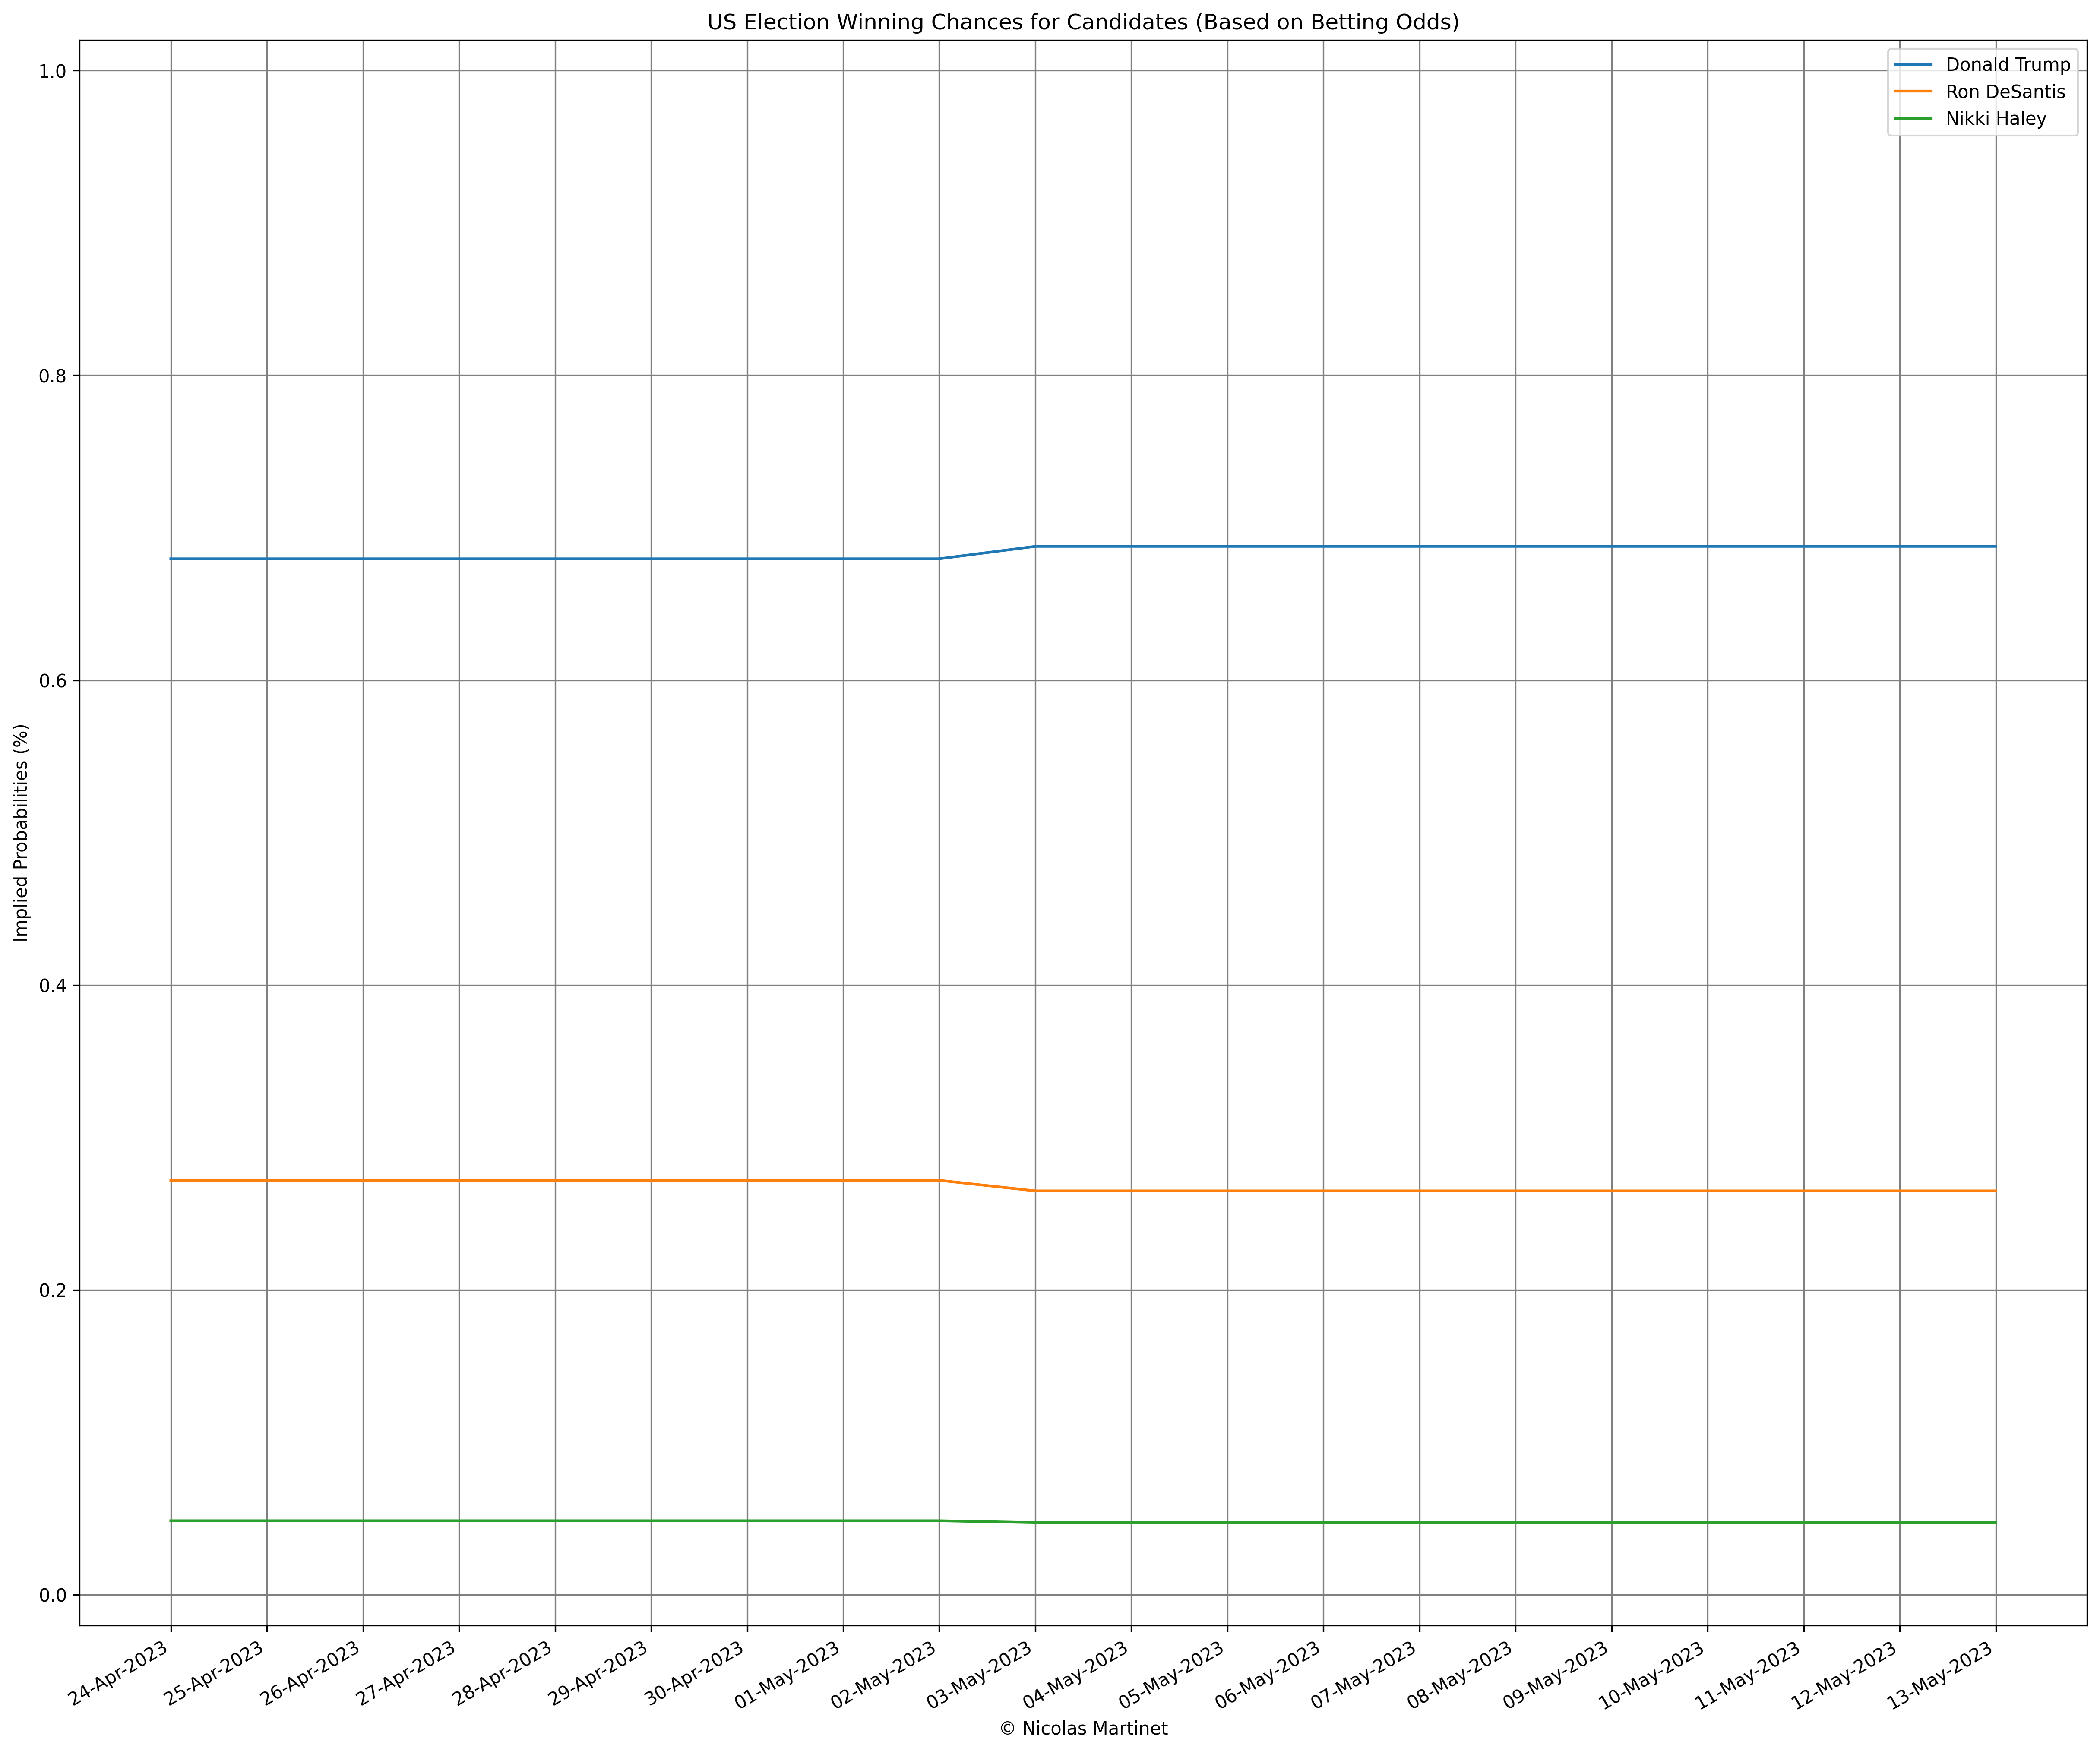 US Election Winning Chances for Candidates (Based on Betting Odds)
Donald Trump
Ron DeSantis
Nikki Haley
Implied Probabilities (%)
1.0
0.8
0.6
0.4
0.2
0.0
24-Apr-2023
25-Apr-2023
26-Apr-2023
27-Apr-2023
28-Apr-2023
29-Apr-2023
30-Apr-2023
01-May-2023
02-May-2023
03-May-2023
04-May-2023
05-May-2023
06-May-2023
07-May-2023
08-May-2023
09-May-2023
10-May-2023
11-May-2023
12-May-2023
13-May-2023
© Nicolas Martinet